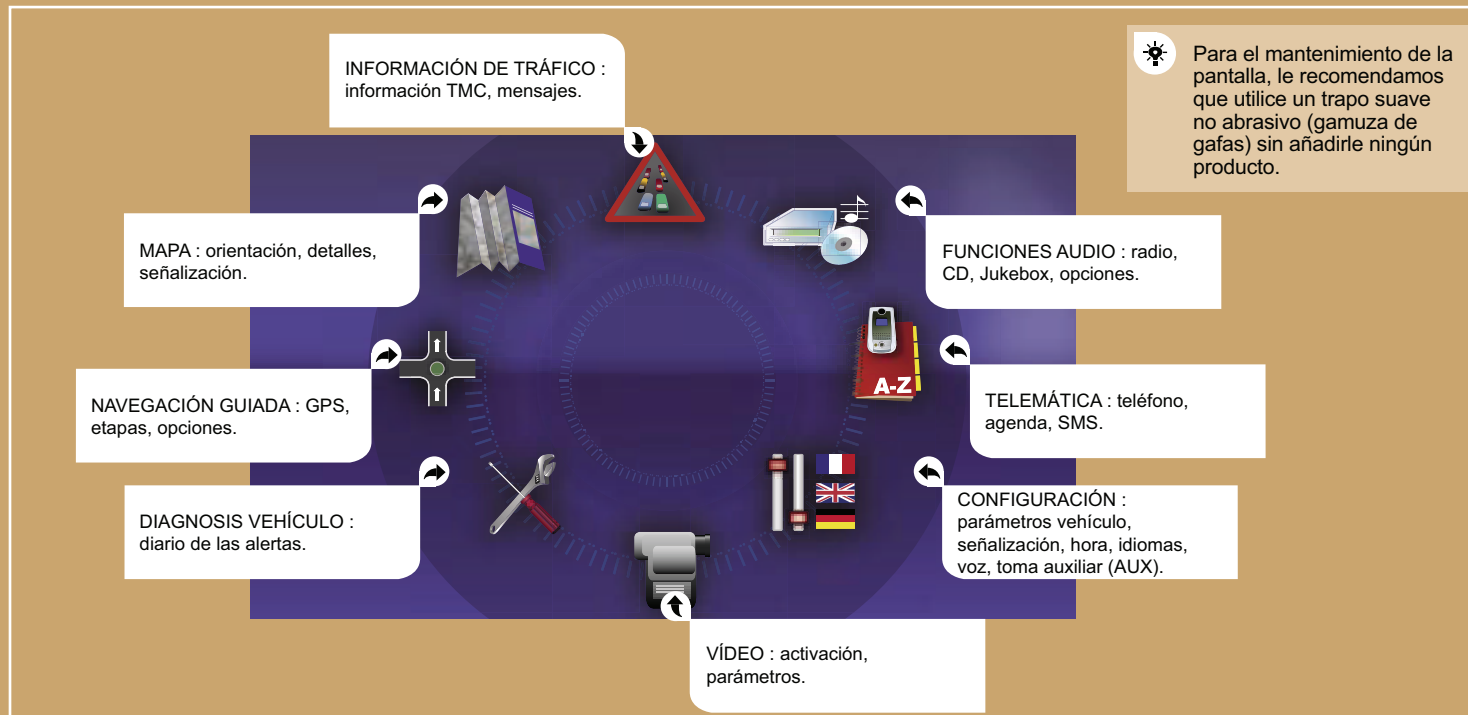 INFORMACIÓN DE TRÁFICO :
información TMC, mensajes.
Para el mantenimiento de la
pantalla, le recomendamos
que utilice un trapo suave
no abrasivo (gamuza de
gafas) sin añadirle ningún
producto.
MAPA : orientación, detalles,
señalización.
FUNCIONES AUDIO : radio,
CD, Jukebox, opciones.
A-Z
NAVEGACIÓN GUIADA : GPS,
etapas, opciones.
TELEMÁTICA : teléfono,
agenda, SMS.
DIAGNOSIS VEHÍCULO :
diario de las alertas.
CONFIGURACIÓN :
parámetros vehículo,
señalización, hora, idiomas,
voz, toma auxiliar (AUX).
VÍDEO : activación,
parámetros.